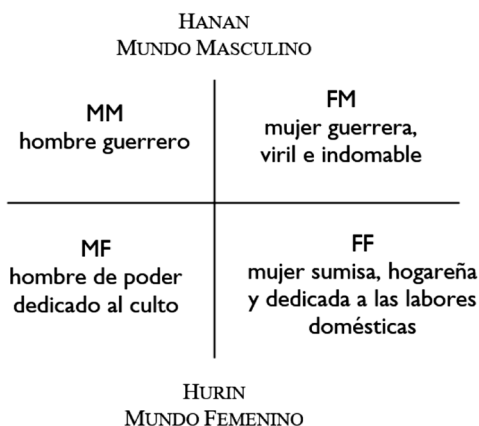 HANAN
MUNDO MASCULINO
MM
hombre guerrero
FM
mujer guerrera,
viril e indomable
MF
hombre de poder
dedicado al culto
FF
mujer sumisa, hogareña
y dedicada a las labores
domésticas
HURIN
MUNDO FEMENINO